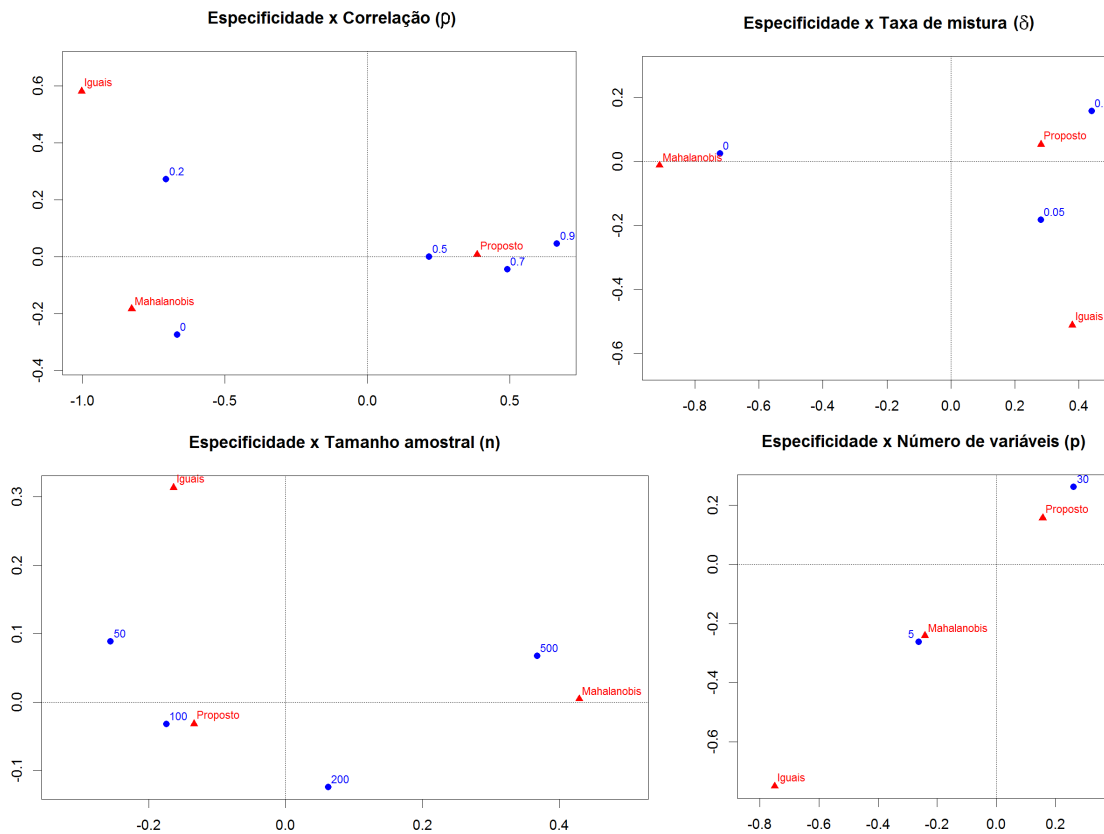 Especificidade x Correlação (ρ)
Iguais
0.2
0.5
Proposto
0.9
0.7
Mahalanobis
0
0.6
0.4
0.2
0.0
-0.2
-0.4
-1.0 -0.5 0.0 0.5
Especificidade x Taxa de mistura (δ)
0.
Proposto
0
Mahalanobis
0.05
Iguais
0.2
0.0
-0.2
-0.6
-0.8 -0.6 -0.4 -0.2 0.0 0.2 0.4
Especificidade x Tamanho amostral (n)
Iguais
50
500
Mahalanobis
100
Proposto
200
0.3
0.2
0.1
0.0
-0.1
-0.2 0.0 0.2 0.4
Especificidade x Número de variáveis (p)
30
Proposto
5
Mahalanobis
Iguais
0.2
0.0
-0.2
-0.4
-0.6
-0.8 -0.6 -0.4 -0.2 0.0 0.2